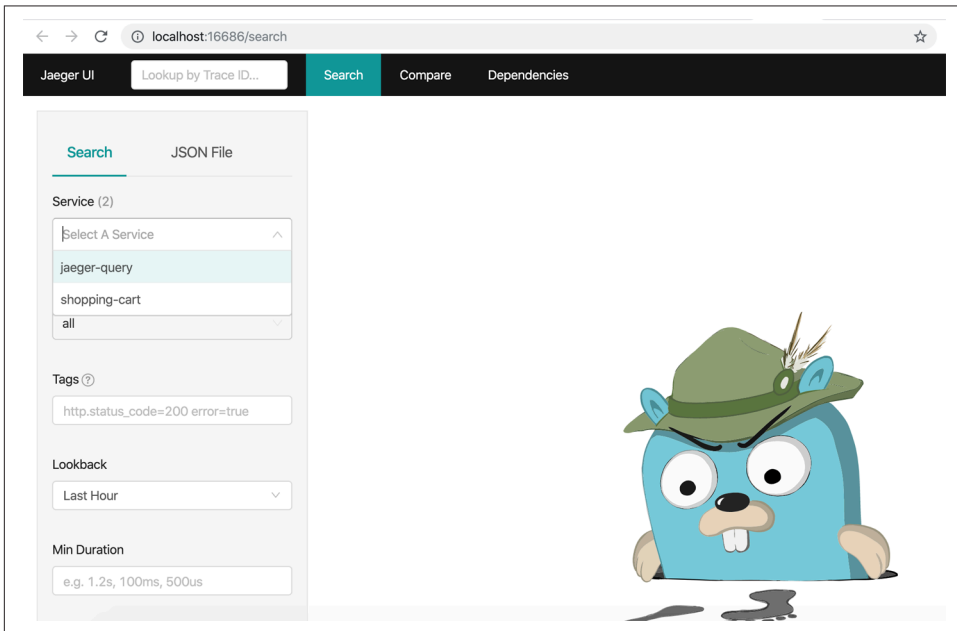 localhost:16686/search
Jaeger UI Lookup by Trace ID... Search Compare Dependencies
Search JSON File
Service (2)
Select A Service
jaeger-query
shopping-cart
all
Tags ?
http.status_code=200 error=true
Lookback
Last Hour
Min Duration
e.g. 1.2s, 100ms, 500us